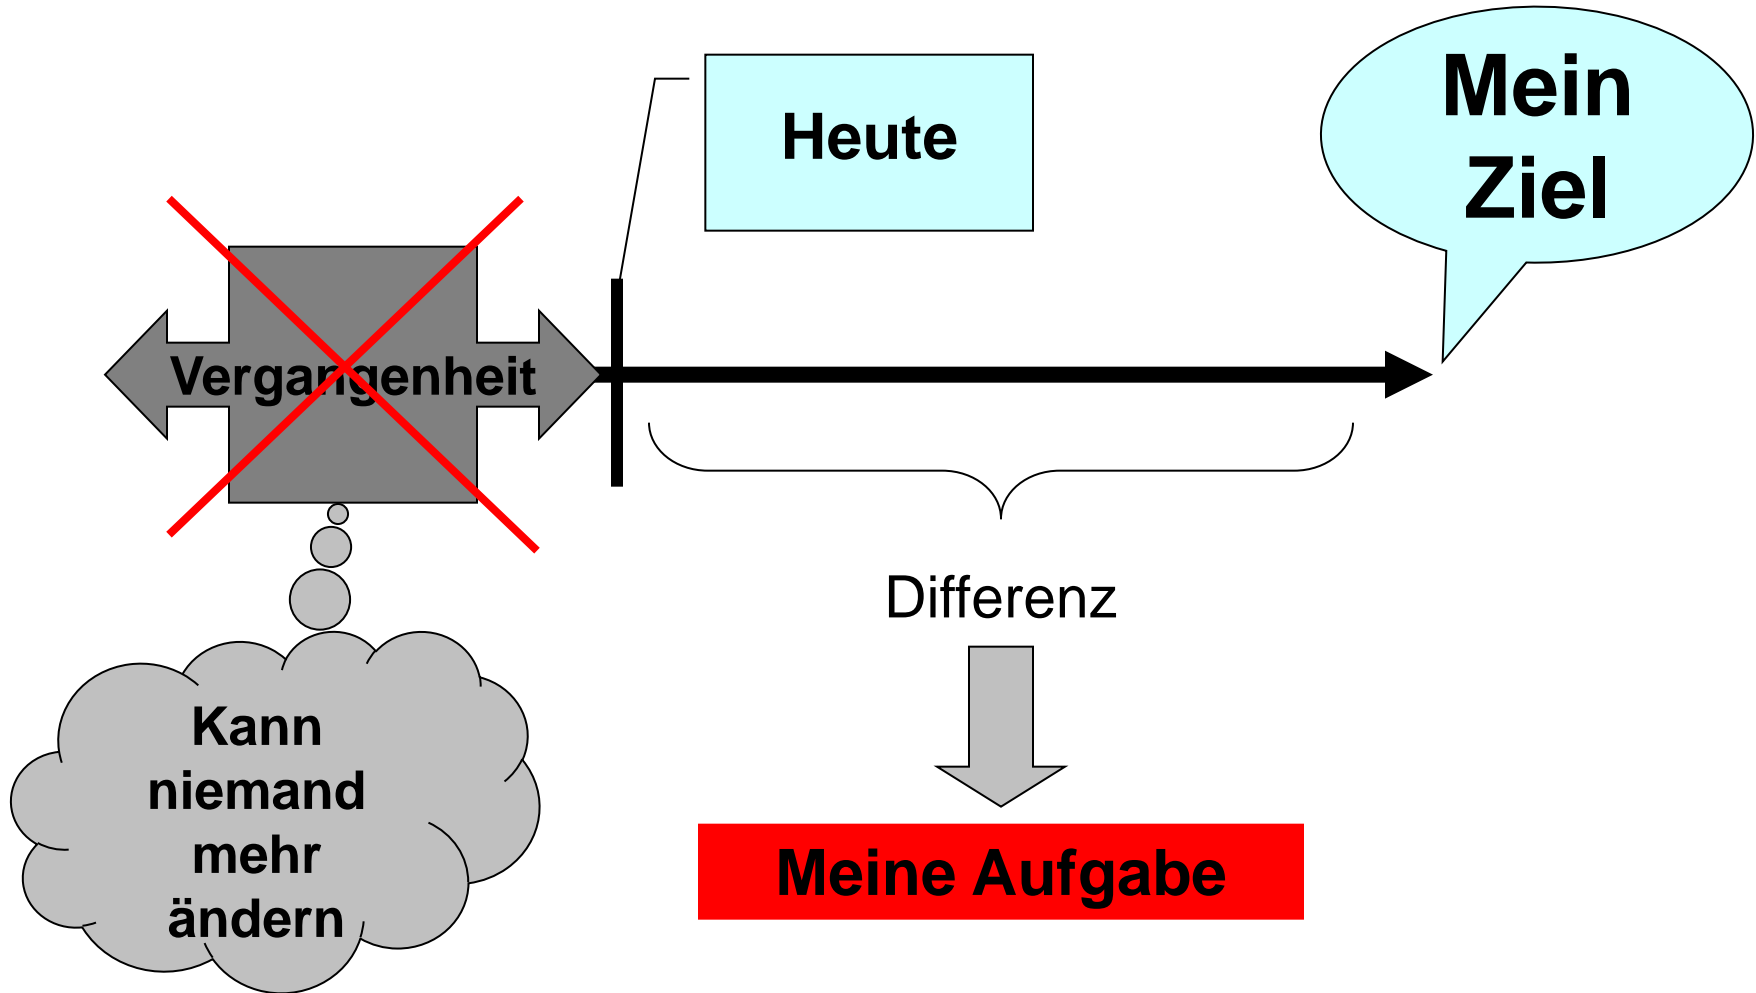 Heute
Mein
Ziel
Vergangenheit
Differenz
Kann
niemand
mehr
ändern
Meine Aufgabe